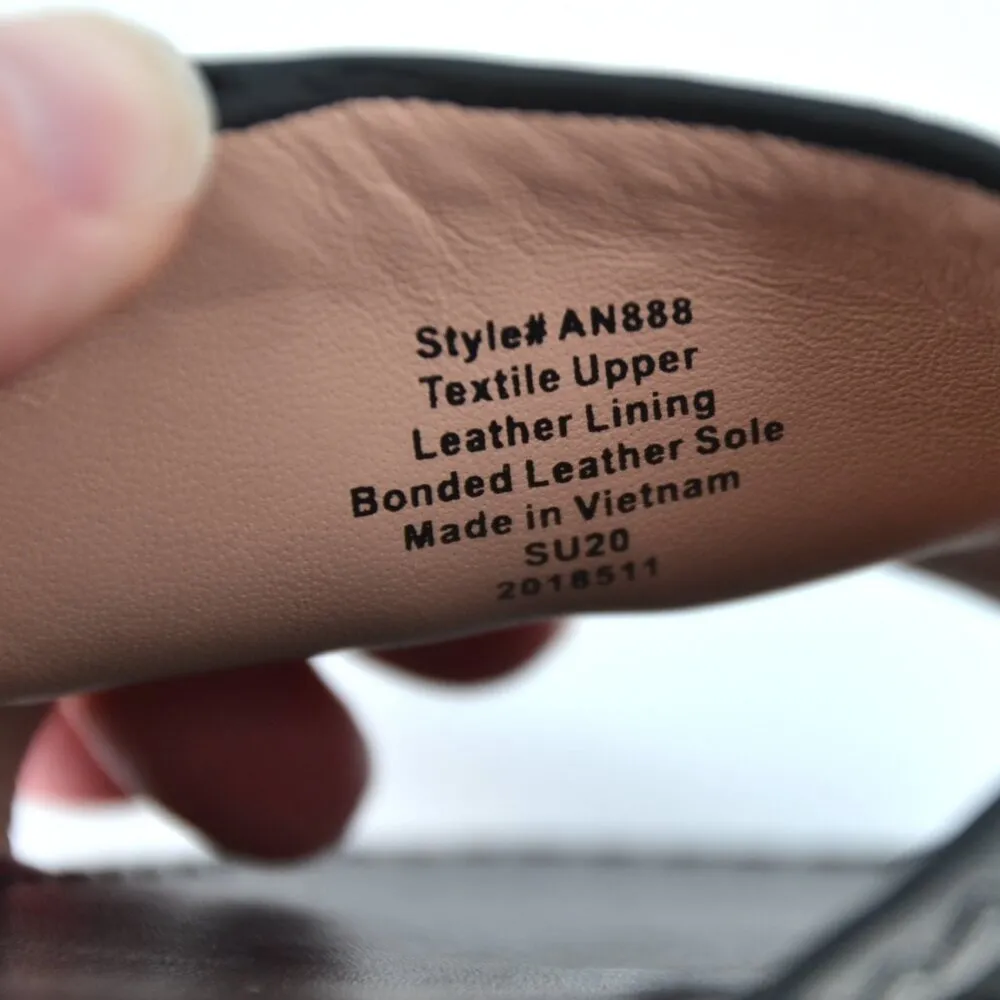 Style# AN888
Textile Upper
Leather Lining
Bonded Leather Sole
Made in Vietnam
SU20
2018511